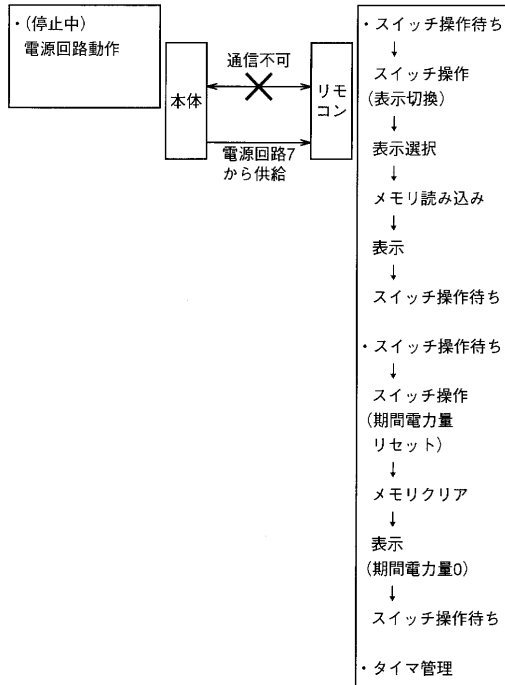 ・(停止中)
電源回路動作
本体
通信不可
リモ
コン
電源回路7
から供給
・スイッチ操作待ち
↓
スイッチ操作
(表示切換)
↓
表示選択
↓
メモリ読み込み
↓
表示
↓
スイッチ操作待ち
・スイッチ操作待ち
↓
スイッチ操作
(期間電力量
リセット)
↓
メモリクリア
↓
表示
(期間電力量0)
↓
スイッチ操作待ち
・タイマ管理